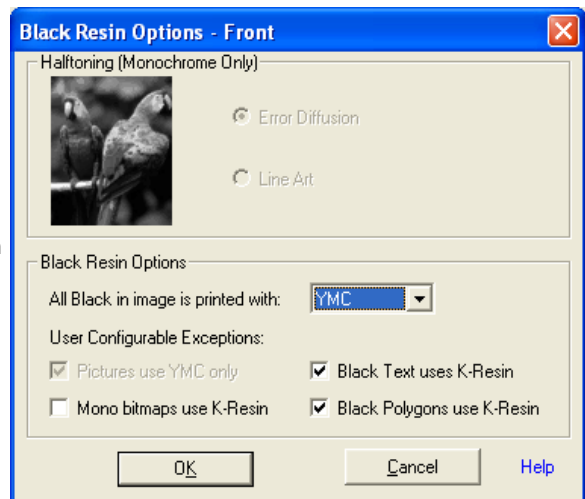 Black Resin Options - Front
Halftoning (Monochrome Only)
Error Diffusion
Line Art
Black Resin Options
All Black in image is printed with: YMC
User Configurable Exceptions:
Pictures use YMC only
Black Text uses K-Resin
Mono bitmaps use K-Resin
Black Polygons use K-Resin
OK
Cancel
Help